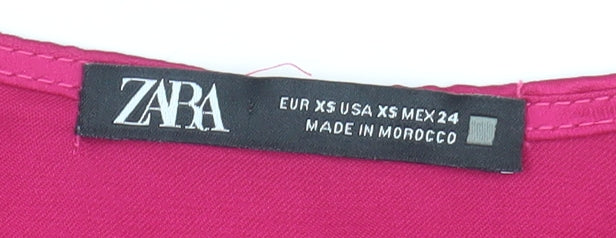 ZARA
EUR XS USA XS MEX 24
MADE IN MOROCCO